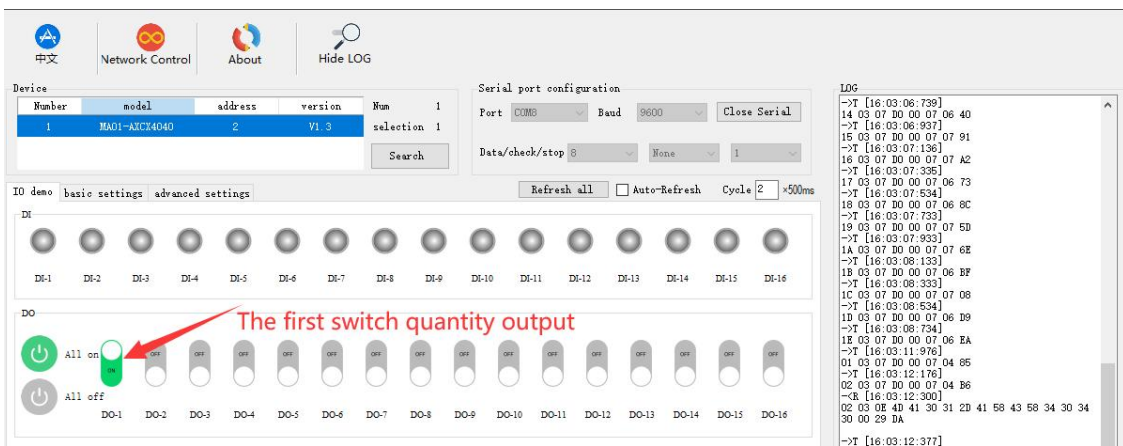 中文
Network Control
About
Hide LOG
Device
Number model address version
1 MA01-AXCX4040 2 V1.3
Num 1
selection 1
Search
Serial port configuration
Port COM8 Baud 9600 Close Serial
Data/check/stop 8 None 1
IO demo basic settings advanced settings
Refresh all Auto-Refresh Cycle 2 ×500ms
DI
DI-1 DI-2 DI-3 DI-4 DI-5 DI-6 DI-7 DI-8 DI-9 DI-10 DI-11 DI-12 DI-13 DI-14 DI-15 DI-16
DO
The first switch quantity output
All on
ON OFF OFF OFF OFF OFF OFF OFF OFF OFF OFF OFF OFF OFF OFF OFF
All off
DO-1 DO-2 DO-3 DO-4 DO-5 DO-6 DO-7 DO-8 DO-9 DO-10 DO-11 DO-12 DO-13 DO-14 DO-15 DO-16
LOG
->T [16:03:06:739]
14 03 07 D0 00 07 06 40
->T [16:03:06:937]
15 03 07 D0 00 07 07 91
->T [16:03:07:136]
16 03 07 D0 00 07 07 A2
->T [16:03:07:335]
17 03 07 D0 00 07 06 73
->T [16:03:07:534]
18 03 07 D0 00 07 06 8C
->T [16:03:07:733]
19 03 07 D0 00 07 07 5D
->T [16:03:07:933]
1A 03 07 D0 00 07 07 6E
->T [16:03:08:133]
1B 03 07 D0 00 07 06 BF
->T [16:03:08:333]
1C 03 07 D0 00 07 07 08
->T [16:03:08:534]
1D 03 07 D0 00 07 06 D9
->T [16:03:08:734]
1E 03 07 D0 00 07 06 EA
->T [16:03:11:976]
01 03 07 D0 00 07 04 85
->T [16:03:12:176]
02 03 07 D0 00 07 04 B6
-<R [16:03:12:300]
02 03 0E 4D 41 30 31 2D 41 58 43 58 34 30 34
30 00 29 DA
->T [16:03:12:377]